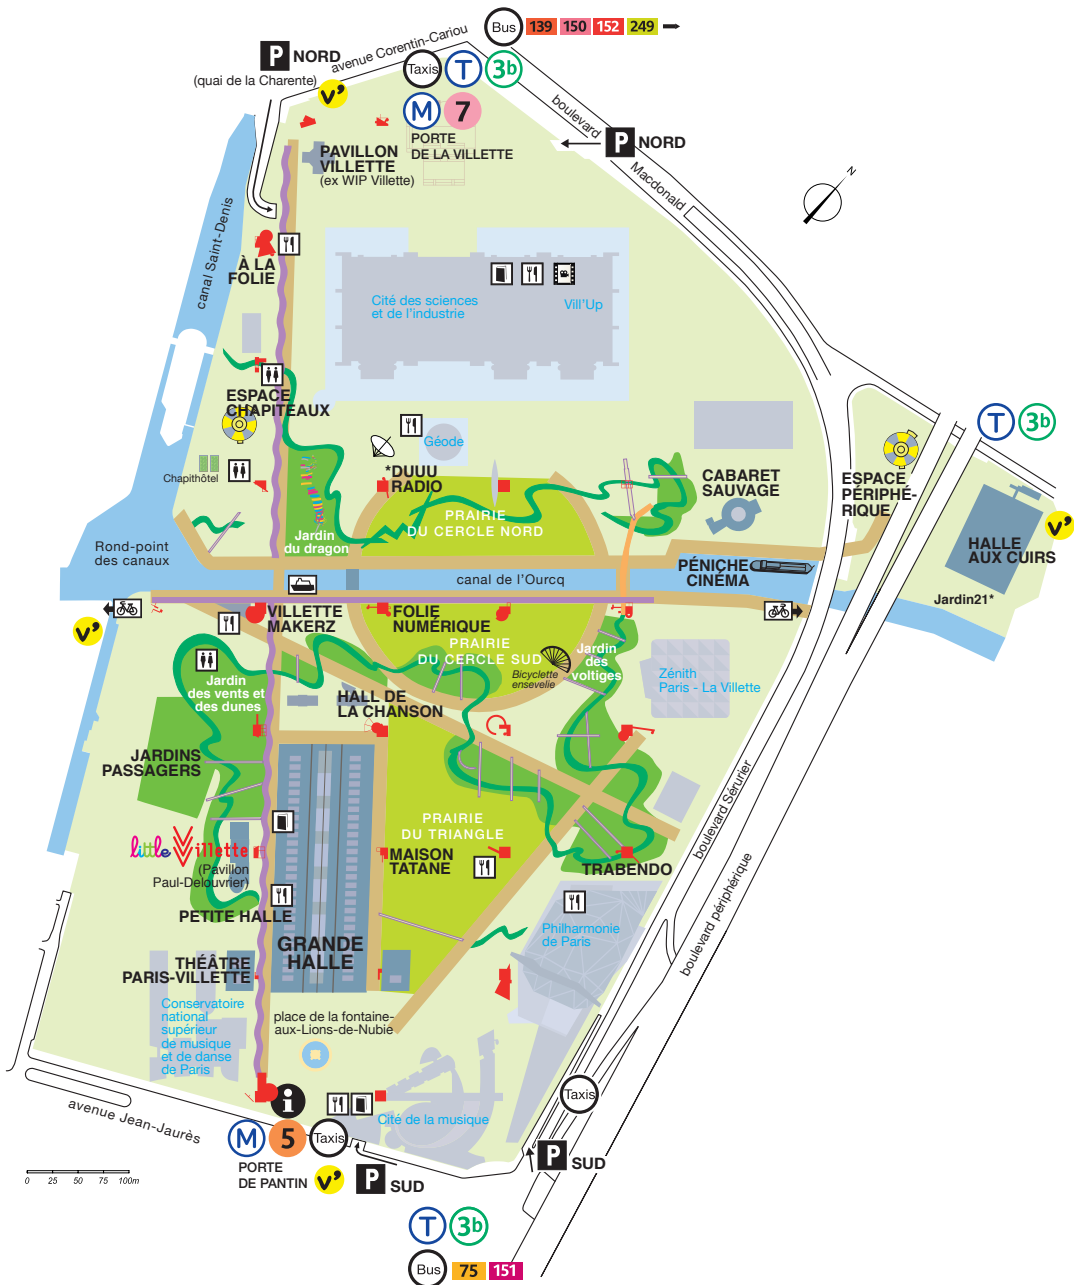 Bus 139 150 152 249
P NORD
(quai de la Charente)
avenue Corentin-Cariou
Taxis T 3b
V'
M 7
PORTE
DE LA VILLETTE
boulevard
Macdonald
P NORD
N
PAVILLON
VILLETTE
(ex WIP Villette)
canal Saint-Denis
À LA
FOLIE
Cité des sciences
et de l'industrie
Vill'Up
ESPACE
CHAPITEAUX
Géode
T 3b
Chapithôtel
*DUUU
RADIO
CABARET
SAUVAGE
ESPACE
PÉRIPHÉ-
RIQUE
PRAIRIE
DU CERCLE NORD
V'
HALLE
AUX CUIRS
Jardin
du dragon
Rond-point
des canaux
canal de l'Ourcq
PÉNICHE
CINÉMA
Jardin21*
V'
VILLETTE
MAKERZ
FOLIE
NUMÉRIQUE
PRAIRIE
DU CERCLE SUD
Bicyclette
ensevelie
Jardin
des
voltiges
Zénith
Paris - La Villette
Jardin
des vents et
des dunes
HALL DE
LA CHANSON
JARDINS
PASSAGERS
boulevard Sérurier
PRAIRIE
DU TRIANGLE
little Villette
(Pavillon
Paul-Delouvrier)
MAISON
TATANE
TRABENDO
boulevard périphérique
PETITE HALLE
GRANDE
HALLE
Philharmonie
de Paris
THÉÂTRE
PARIS-VILLETTE
Conservatoire
national
supérieur
de musique
et de danse
de Paris
place de la fontaine-
aux-Lions-de-Nubie
i
Taxis
avenue Jean-Jaurès
Cité de la musique
M 5 Taxis
PORTE
DE PANTIN
V'
P SUD
P SUD
0 25 50 75 100m
T 3b
Bus 75 151